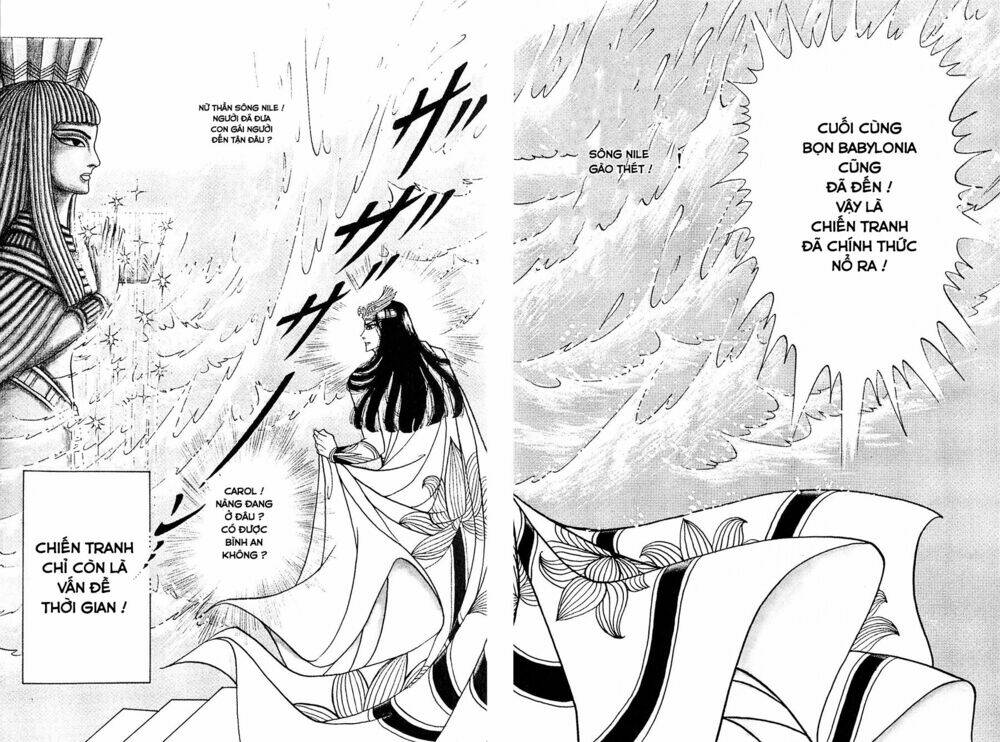 CUỐI CÙNG
BỌN BABYLONIA
CŨNG
ĐÃ ĐẾN !
VẬY LÀ
CHIẾN TRANH
ĐÃ CHÍNH THỨC
NỔ RA !
SÔNG NILE
GÀO THÉT !
NỮ THẦN SÔNG NILE !
NGƯỜI ĐÃ ĐƯA
CON GÁI NGƯỜI
ĐẾN TẬN ĐÂU ?
ザザザ
CAROL !
NÀNG ĐANG
Ở ĐÂU ?
CÓ ĐƯỢC
BÌNH AN
KHÔNG ?
CHIẾN TRANH
CHỈ CÒN LÀ
VẤN ĐỀ
THỜI GIAN !